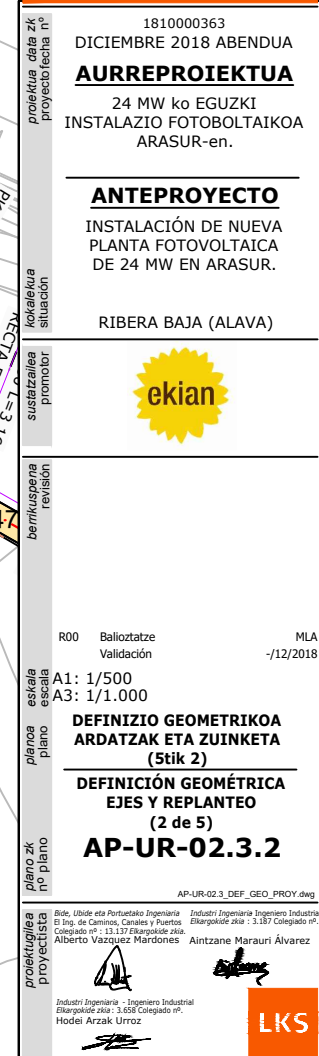 proiektua data zk
proyectofecha nº
1810000363
DICIEMBRE 2018 ABENDUA
AURREPROIEKTUA
24 MW ko EGUZKI
INSTALAZIO FOTOBOLTAIKOA
ARASUR-en.
ANTEPROYECTO
INSTALACIÓN DE NUEVA
PLANTA FOTOVOLTAICA
DE 24 MW EN ARASUR.
kokalekua
situación
RIBERA BAJA (ALAVA)
sustatzailea
promotor
ekian
berrikuspena
revisión
R00 Balioztatze MLA
Validación -/12/2018
eskala
escala
A1: 1/500
A3: 1/1.000
planoa
plano
DEFINIZIO GEOMETRIKOA
ARDATZAK ETA ZUINKETA
(5tik 2)
DEFINICIÓN GEOMÉTRICA
EJES Y REPLANTEO
(2 de 5)
plano zk
nº plano
AP-UR-02.3.2
AP-UR-02.3_DEF_GEO_PROY.dwg
proiektugilea
proyectista
Bide, Ubide eta Portuetako Ingeniaria
El Ing. de Caminos, Canales y Puertos
Colegiado nº : 13.137 Elkargokide zkia.
Alberto Vazquez Mardones
Industri Ingeniaria Ingeniero Industrial
Elkargokide zkia : 3.187 Colegiado nº.
Aintzane Marauri Álvarez
Industri Ingeniaria - Ingeniero Industrial
Elkargokide zkia : 3.658 Colegiado nº.
Hodei Arzak Urroz
LKS